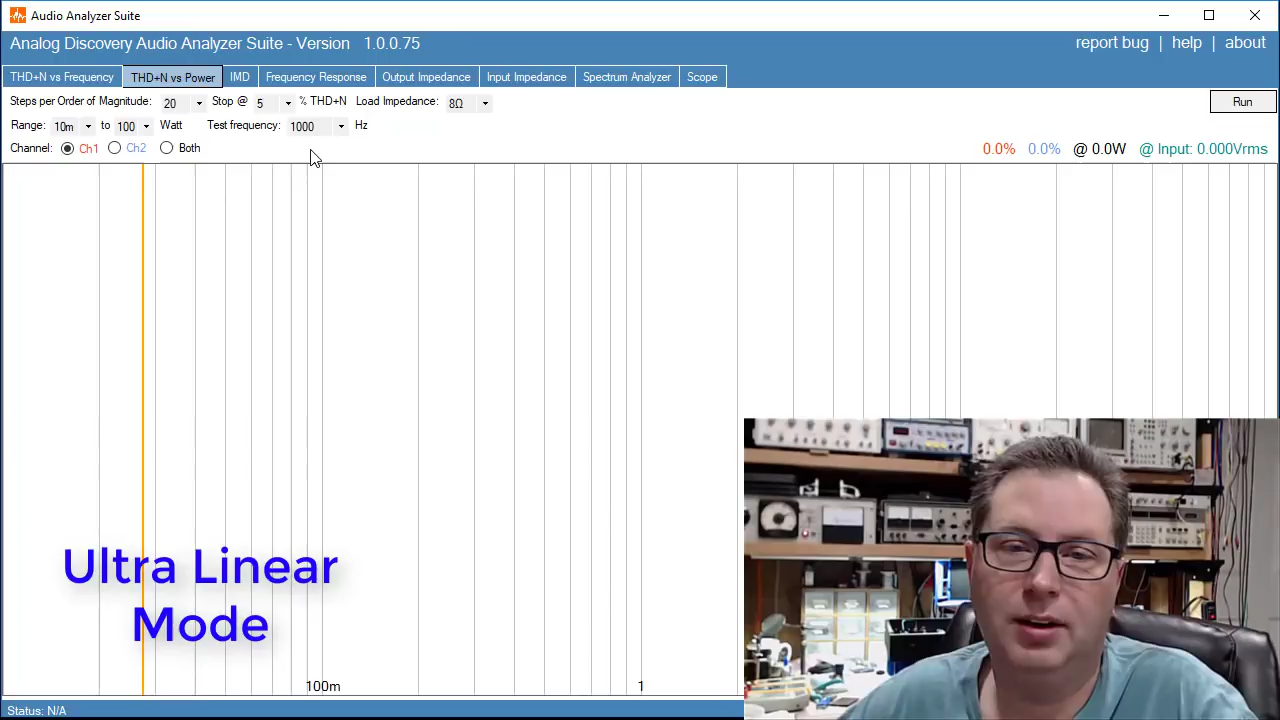 Audio Analyzer Suite
Analog Discovery Audio Analyzer Suite - Version 1.0.0.75
report bug | help | about
THD+N vs Frequency THD+N vs Power IMD Frequency Response Output Impedance Input Impedance Spectrum Analyzer Scope
Steps per Order of Magnitude: 20 Stop @ 5 % THD+N Load Impedance: 8Ω Run
Range: 10m to 100 Watt Test frequency: 1000 Hz
Channel: Ch1 Ch2 Both 0.0% 0.0% @ 0.0W @ Input: 0.000Vrms
Ultra Linear
Mode
100m 1
Status: N/A